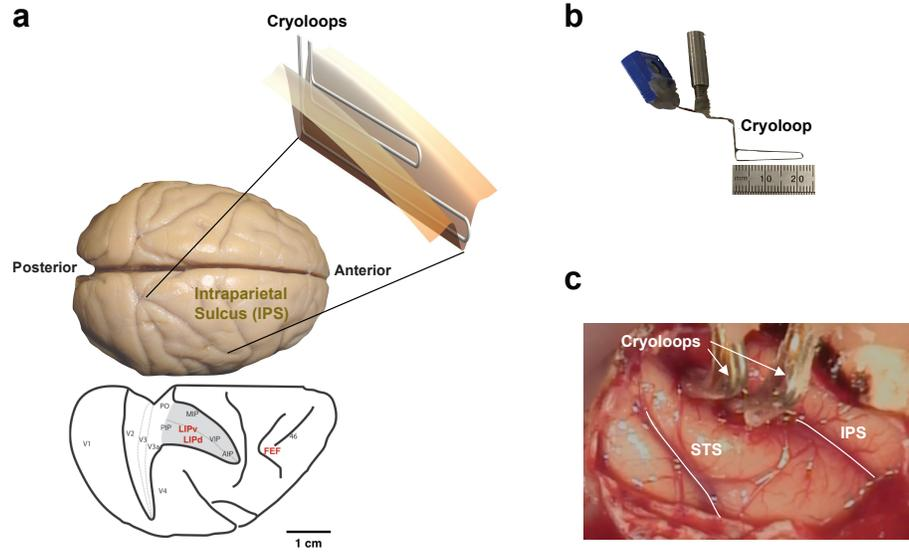 a
Cryoloops
Posterior
Anterior
Intraparietal
Sulcus (IPS)
V1
V2
V3
V3a
V4
PO
PIP
MIP
LIPv
LIPd
VIP
AIP
FEF
46
1 cm
b
Cryoloop
mm 10 20
c
Cryoloops
STS
IPS